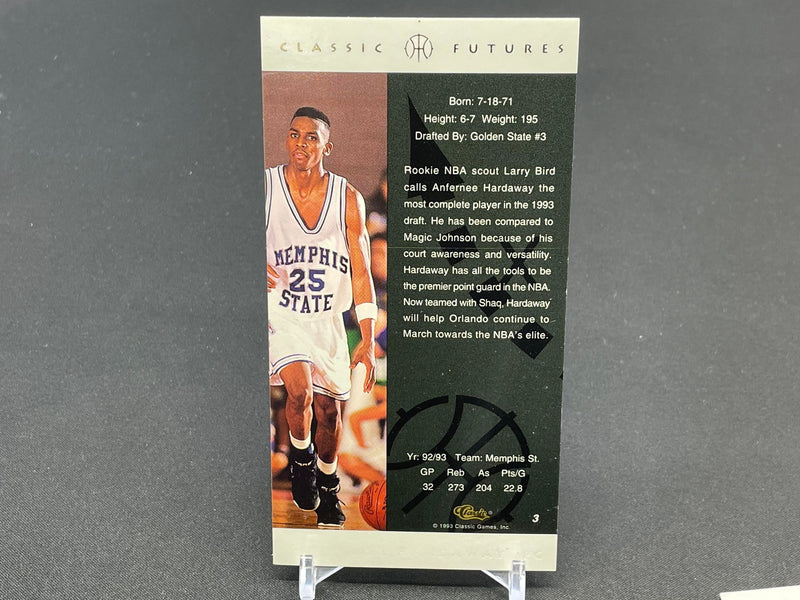 CLASSIC FUTURES
Born: 7-18-71
Height: 6-7 Weight: 195
Drafted By: Golden State #3
Rookie NBA scout Larry Bird
calls Anfernee Hardaway the
most complete player in the 1993
draft. He has been compared to
Magic Johnson because of his
court awareness and versatility.
Hardaway has all the tools to be
the premier point guard in the NBA.
Now teamed with Shaq, Hardaway
will help Orlando continue to
March towards the NBA's elite.
MEMPHIS
25
STATE
Yr: 92/93 Team: Memphis St.
GP Reb As Pts/G
32 273 204 22.8
Classic®
3
© 1993 Classic Games, Inc.